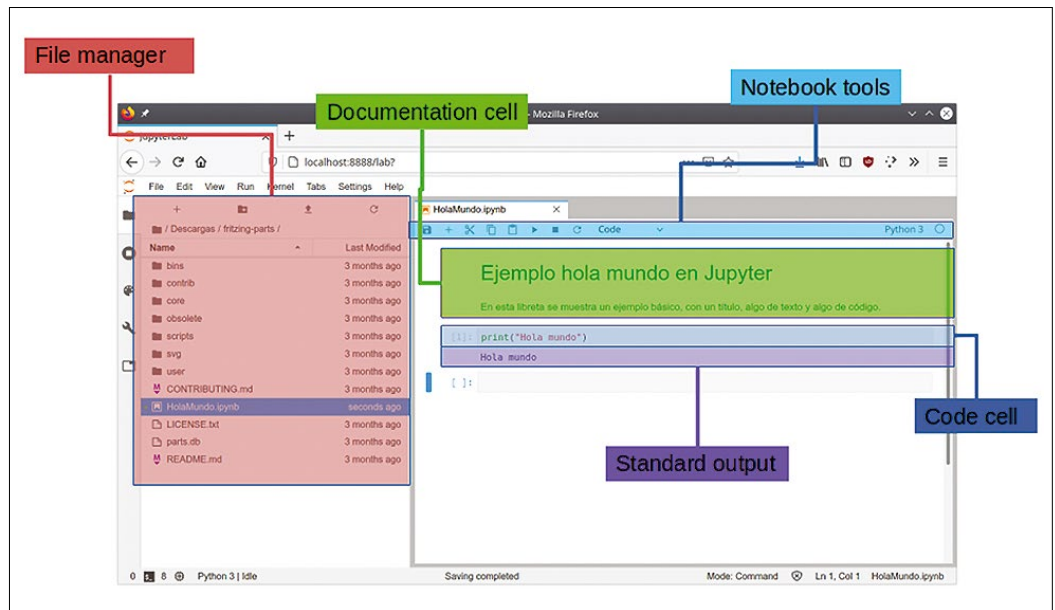 File manager
Notebook tools
Documentation cell
- Mozilla Firefox
JupyterLab
localhost:8888/lab?
File Edit View Run Kernel Tabs Settings Help
HolaMundo.ipynb
/ Descargas / fritzing-parts /
Code
Python 3
Name Last Modified
bins 3 months ago
contrib 3 months ago
core 3 months ago
obsolete 3 months ago
scripts 3 months ago
svg 3 months ago
user 3 months ago
CONTRIBUTING.md 3 months ago
HolaMundo.ipynb seconds ago
LICENSE.txt 3 months ago
parts.db 3 months ago
README.md 3 months ago
Ejemplo hola mundo en Jupyter
En esta libreta se muestra un ejemplo básico, con un título, algo de texto y algo de código.
[1]: print("Hola mundo")
Hola mundo
[ ]:
Code cell
Standard output
0 8 Python 3 | Idle Saving completed Mode: Command Ln 1, Col 1 HolaMundo.ipynb